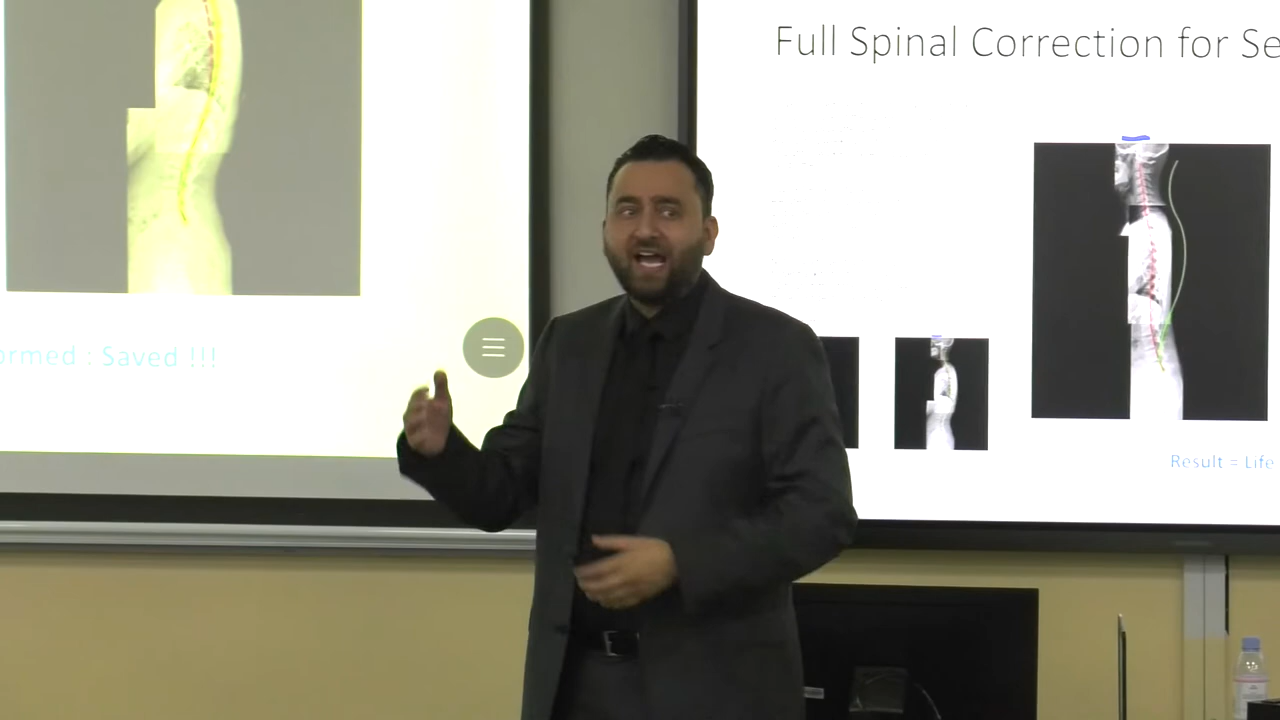 Full Spinal Correction for Se
ormed : Saved !!!
Result = Life